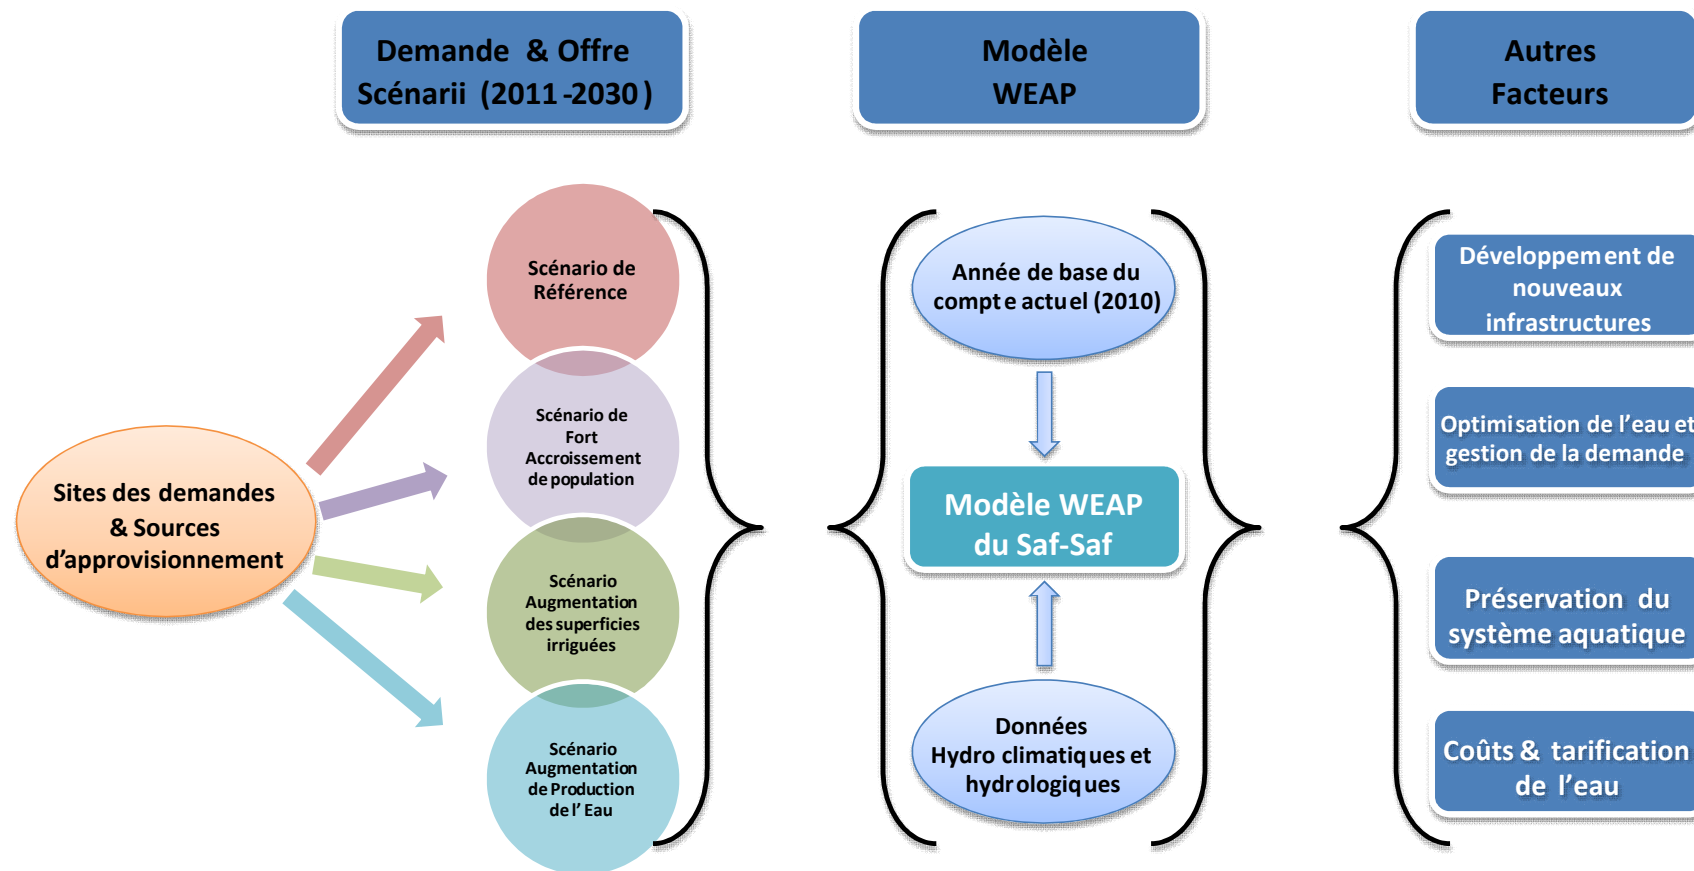 Demande & Offre
Scénarii (2011-2030)
Modèle
WEAP
Autres
Facteurs
Sites des demandes
& Sources
d'approvisionnement
Scénario de
Référence
Scénario de
Fort
Accroissement
de population
Scénario
Augmentation
des superficies
irriguées
Scénario
Augmentation
de Production
de l' Eau
Année de base du
compte actuel (2010)
Modèle WEAP
du Saf-Saf
Données
Hydro climatiques et
hydrologiques
Développement de
nouveaux
infrastructures
Optimisation de l'eau et
gestion de la demande
Préservation du
système aquatique
Coûts & tarification
de l'eau